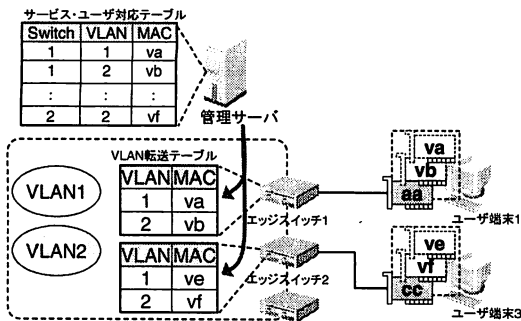 サービス・ユーザ対応テーブル
Switch VLAN MAC
1 1 va
1 2 vb
: : :
2 2 vf
管理サーバ
VLAN転送テーブル
VLAN1
VLAN MAC
1 va
2 vb
エッジスイッチ1
va
vb
aa
ユーザ端末1
VLAN2
VLAN MAC
1 ve
2 vf
エッジスイッチ2
ve
vf
cc
ユーザ端末3